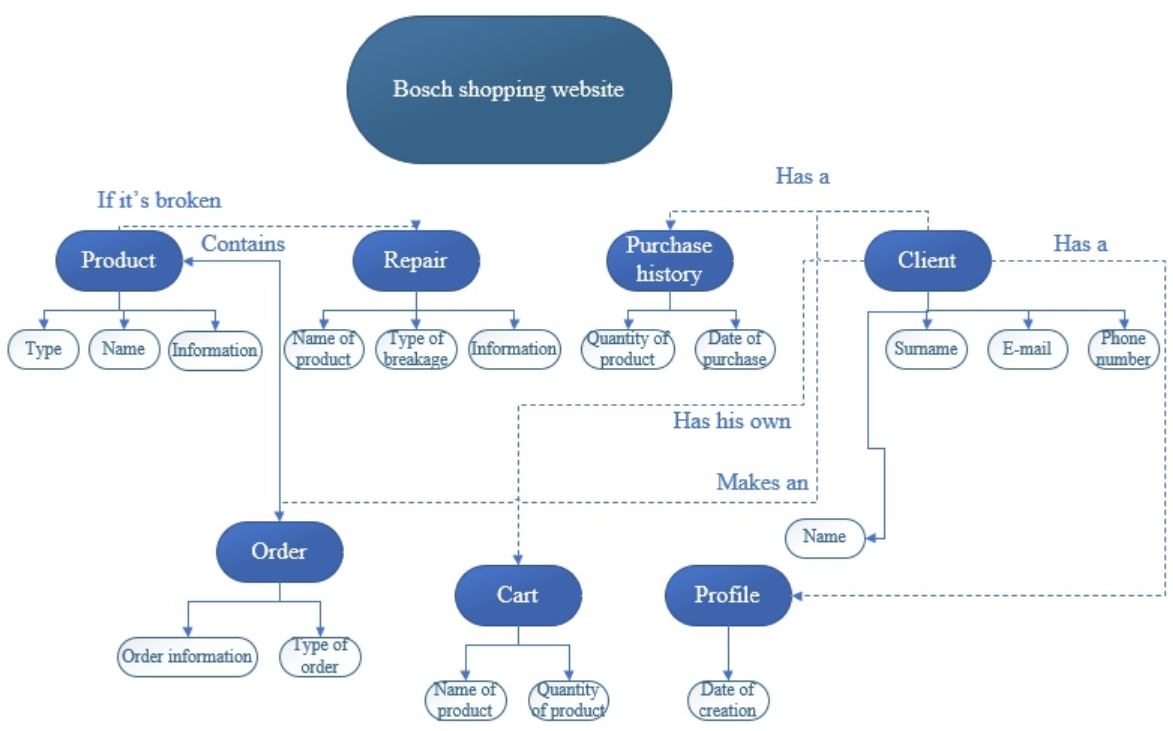 Bosch shopping website
Has a
If it's broken
Contains
Has a
Product
Repair
Purchase
history
Client
Type
Name
Information
Name of
product
Type of
breakage
Information
Quantity of
product
Date of
purchase
Surname
E-mail
Phone
number
Has his own
Makes an
Name
Order
Cart
Profile
Order information
Type of
order
Name of
product
Quantity
of product
Date of
creation